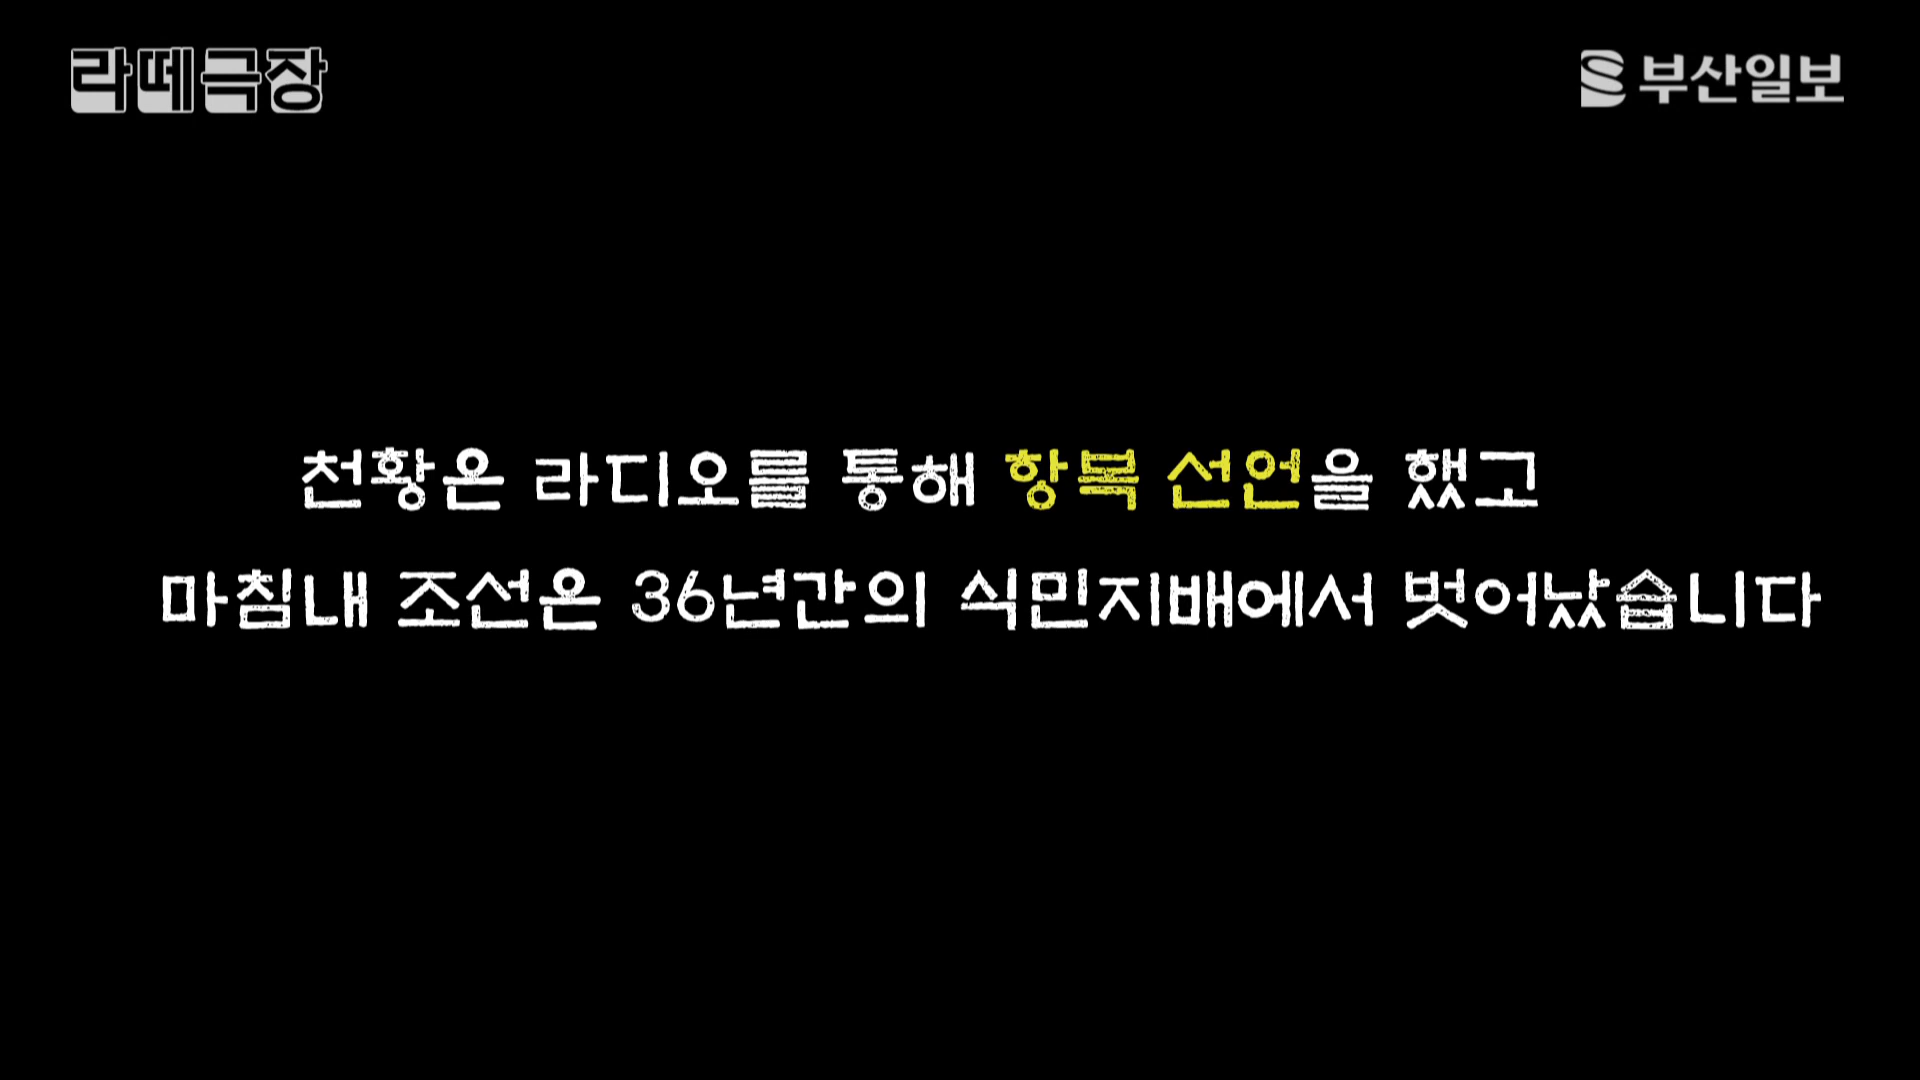 라떼극장
부산일보
천황은 라디오를 통해 항복 선언을 했고
마침내 조선은 36년간의 식민지배에서 벗어났습니다